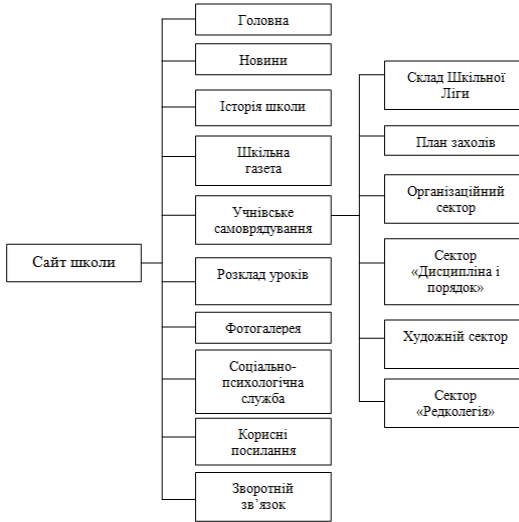 Сайт школи
Головна
Новини
Історія школи
Шкільна
газета
Учнівське
самоврядування
Розклад уроків
Фотогалерея
Соціально-
психологічна
служба
Корисні
посилання
Зворотній
зв’язок
Склад Шкільної
Ліги
План заходів
Організаційний
сектор
Сектор
«Дисципліна і
порядок»
Художній сектор
Сектор
«Редколегія»